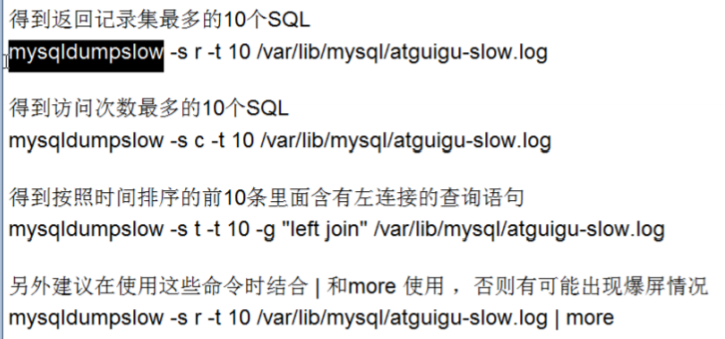 得到返回记录集最多的10个SQL
mysqldumpslow -s r -t 10 /var/lib/mysql/atguigu-slow.log
得到访问次数最多的10个SQL
mysqldumpslow -s c -t 10 /var/lib/mysql/atguigu-slow.log
得到按照时间排序的前10条里面含有左连接的查询语句
mysqldumpslow -s t -t 10 -g "left join" /var/lib/mysql/atguigu-slow.log
另外建议在使用这些命令时结合 | 和more 使用 ，否则有可能出现爆屏情况
mysqldumpslow -s r -t 10 /var/lib/mysql/atguigu-slow.log | more